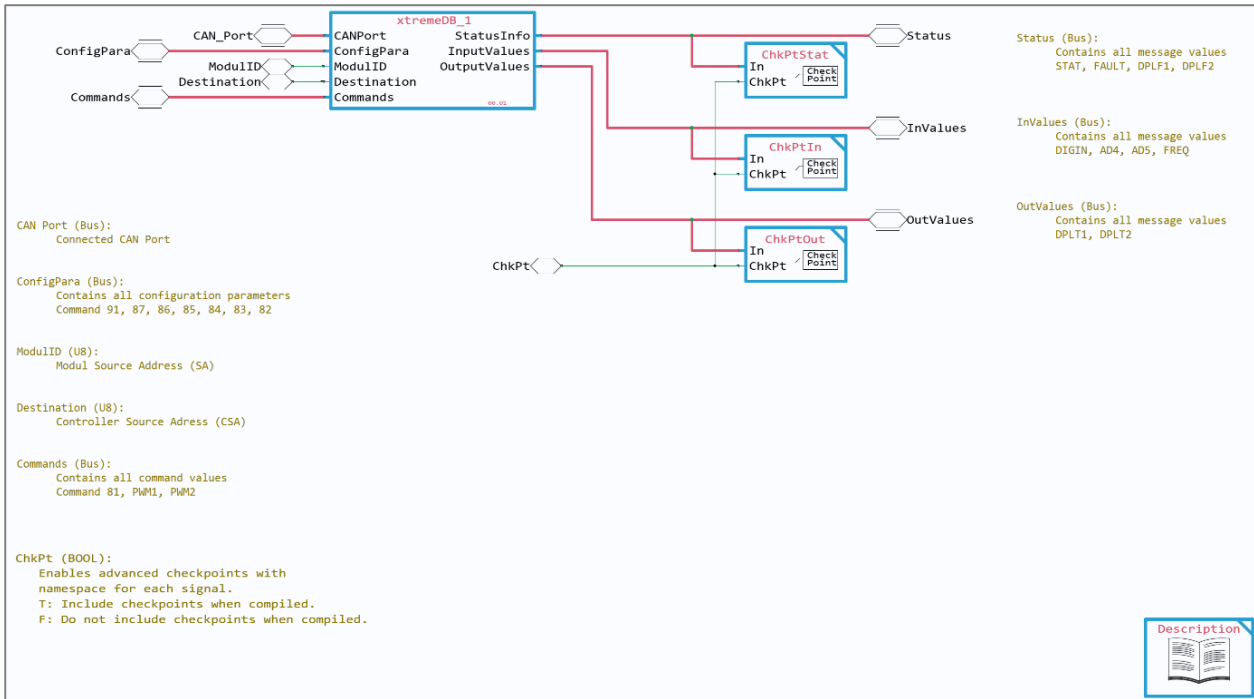 xtremeDB_1
CAN_Port
CANPort
StatusInfo
Status
ConfigPara
ConfigPara
InputValues
ModulID
ModulID
OutputValues
Destination
Destination
Commands
Commands
00.01
ChkPtStat
In
ChkPt
Check
Point
InValues
ChkPtIn
In
ChkPt
Check
Point
OutValues
ChkPtOut
In
ChkPt
Check
Point
ChkPt
Status (Bus):
Contains all message values
STAT, FAULT, DPLF1, DPLF2
InValues (Bus):
Contains all message values
DIGIN, AD4, AD5, FREQ
OutValues (Bus):
Contains all message values
DPLT1, DPLT2
CAN Port (Bus):
Connected CAN Port
ConfigPara (Bus):
Contains all configuration parameters
Command 91, 87, 86, 85, 84, 83, 82
ModulID (U8):
Modul Source Address (SA)
Destination (U8):
Controller Source Adress (CSA)
Commands (Bus):
Contains all command values
Command 81, PWM1, PWM2
ChkPt (BOOL):
Enables advanced checkpoints with
namespace for each signal.
T: Include checkpoints when compiled.
F: Do not include checkpoints when compiled.
Description